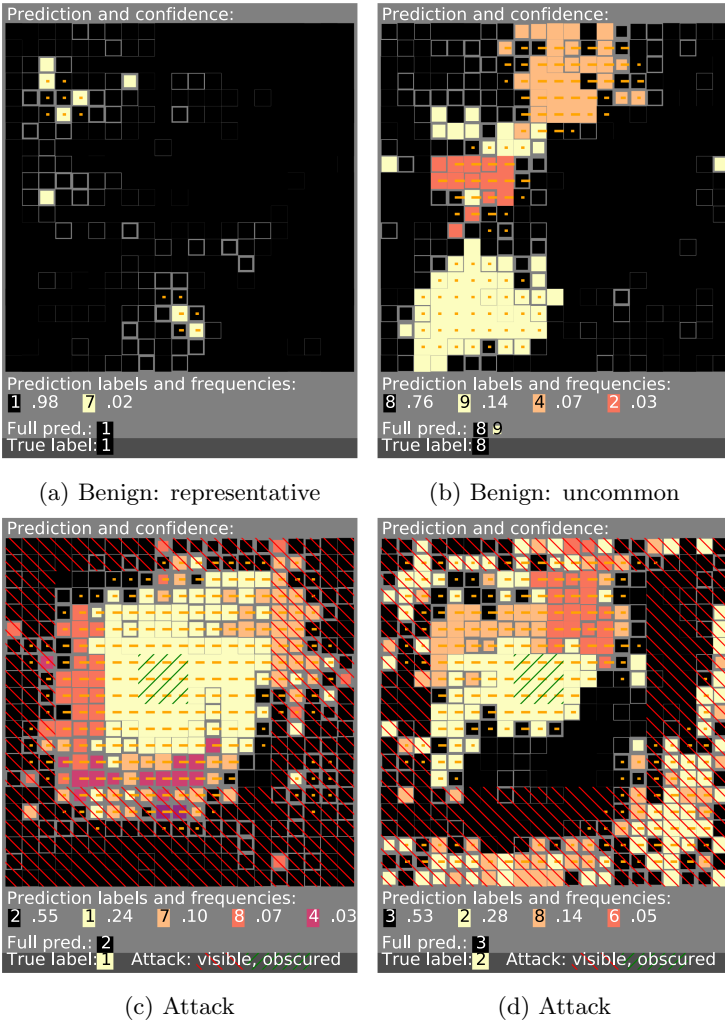 Prediction and confidence:
Prediction labels and frequencies:
1 .98 7 .02
Full pred.: 1
True label: 1
(a) Benign: representative
Prediction and confidence:
Prediction labels and frequencies:
8 .76 9 .14 4 .07 2 .03
Full pred.: 8 9
True label: 8
(b) Benign: uncommon
Prediction and confidence:
Prediction labels and frequencies:
2 .55 1 .24 7 .10 8 .07 4 .03
Full pred.: 2
True label: 1 Attack: visible, obscured
(c) Attack
Prediction and confidence:
Prediction labels and frequencies:
3 .53 2 .28 8 .14 6 .05
Full pred.: 3
True label: 2 Attack: visible, obscured
(d) Attack